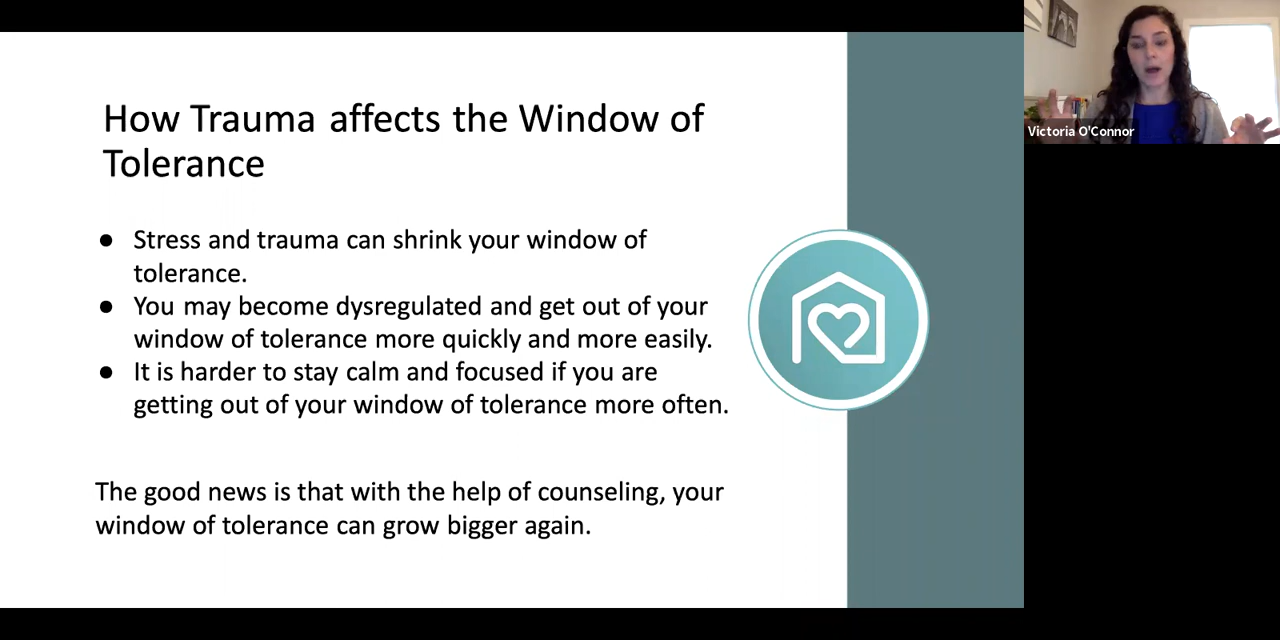 How Trauma affects the Window of
Tolerance
● Stress and trauma can shrink your window of
tolerance.
● You may become dysregulated and get out of your
window of tolerance more quickly and more easily.
● It is harder to stay calm and focused if you are
getting out of your window of tolerance more often.
The good news is that with the help of counseling, your
window of tolerance can grow bigger again.
Victoria O'Connor